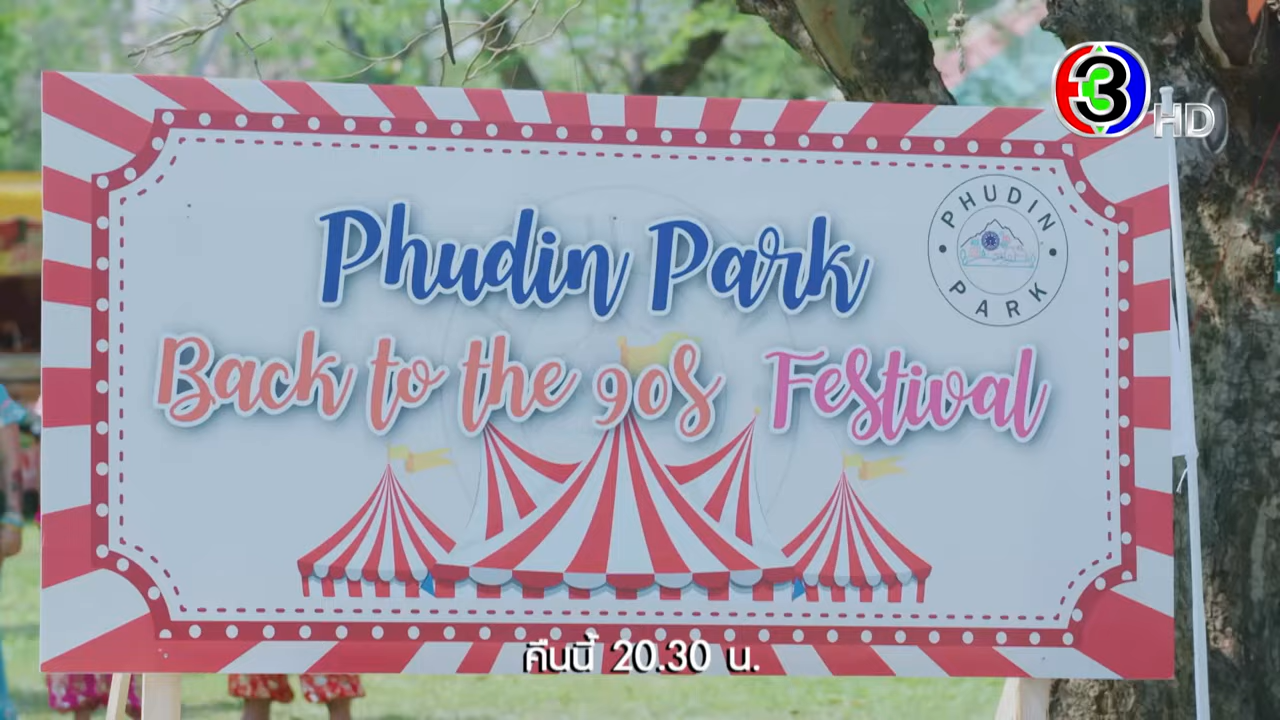 3 HD
PHUDIN
PARK
Phudin Park
Back to the 90s Festival
คืนนี้ 20.30 น.